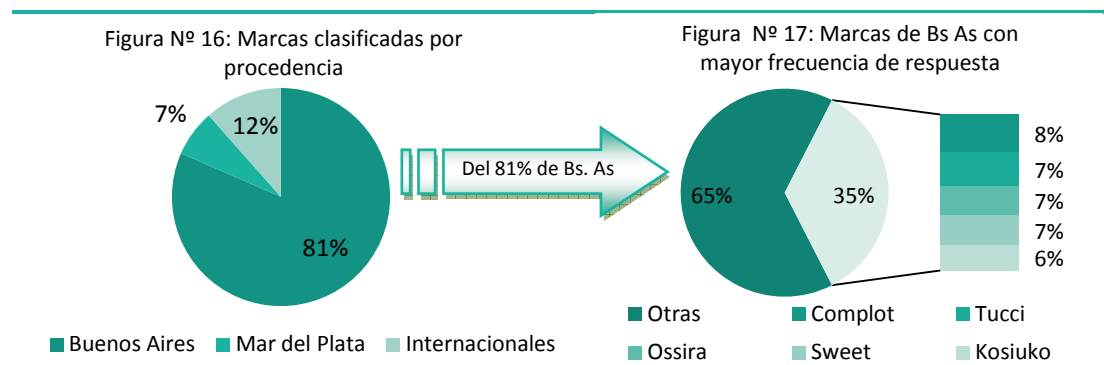 Figura Nº 16: Marcas clasificadas por
procedencia
7%
12%
81%
Buenos Aires Mar del Plata Internacionales
Del 81% de Bs. As
Figura Nº 17: Marcas de Bs As con
mayor frecuencia de respuesta
65%
35%
8%
7%
7%
7%
6%
Otras Complot Tucci
Ossira Sweet Kosiuko